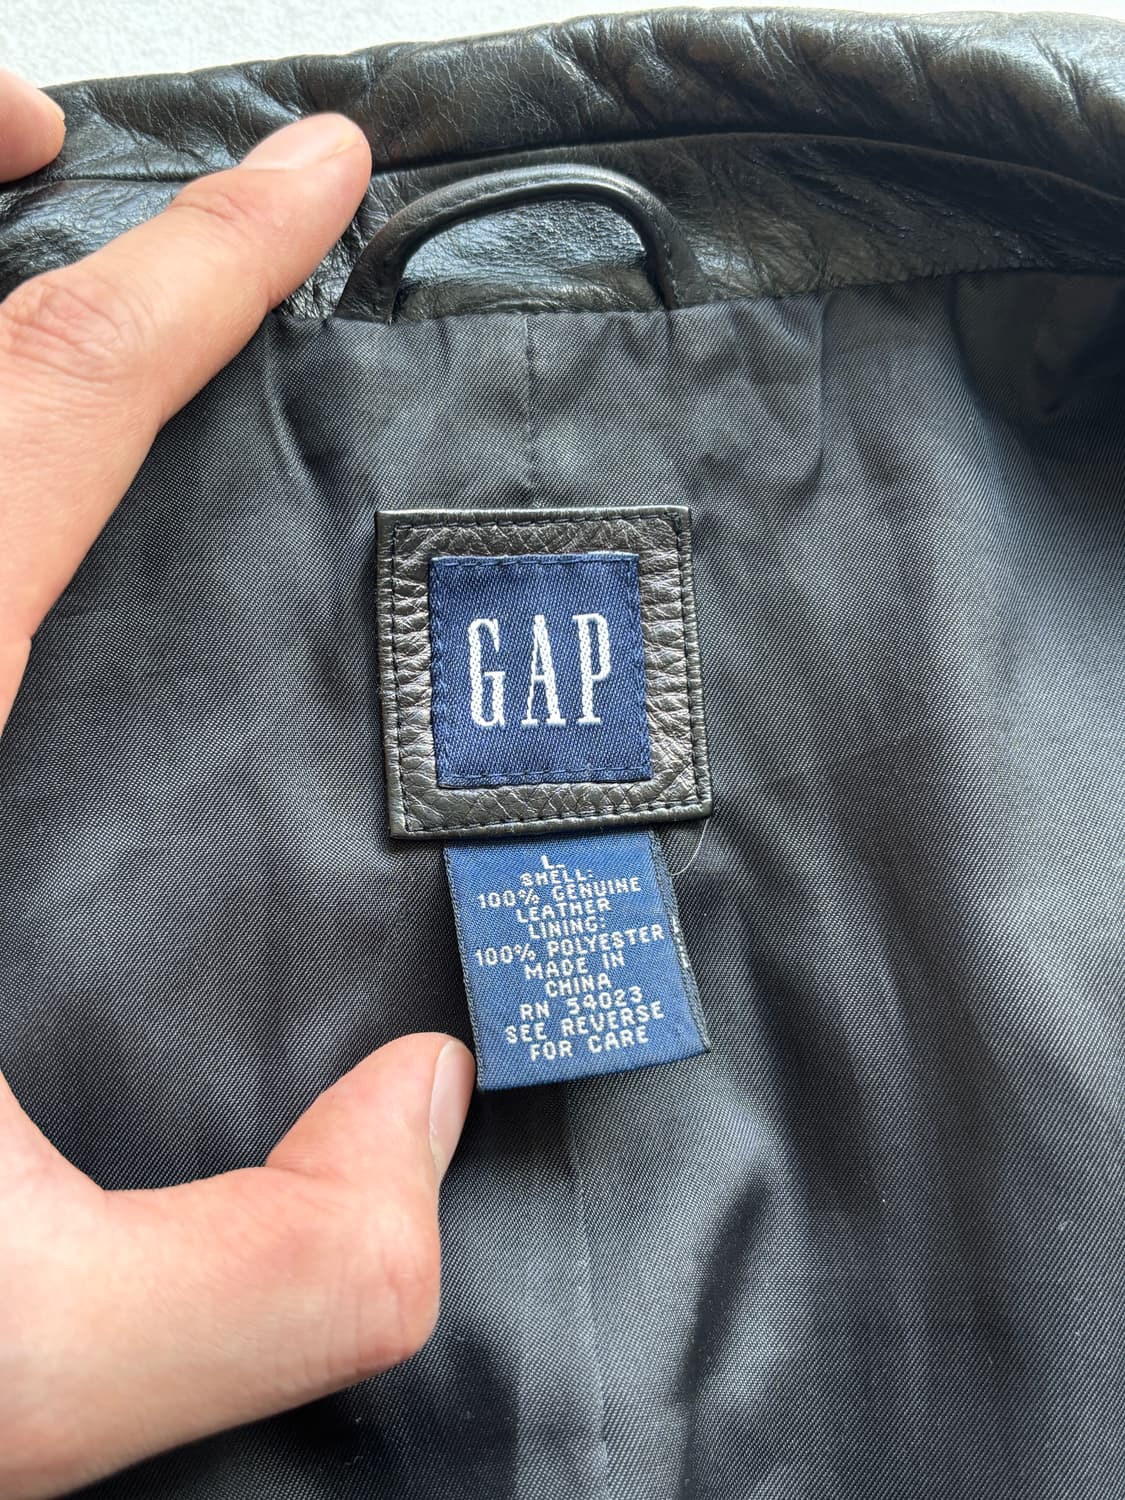 GAP
L
SHELL:
100% GENUINE
LEATHER
LINING:
100% POLYESTER
MADE IN
CHINA
RN 54023
SEE REVERSE
FOR CARE